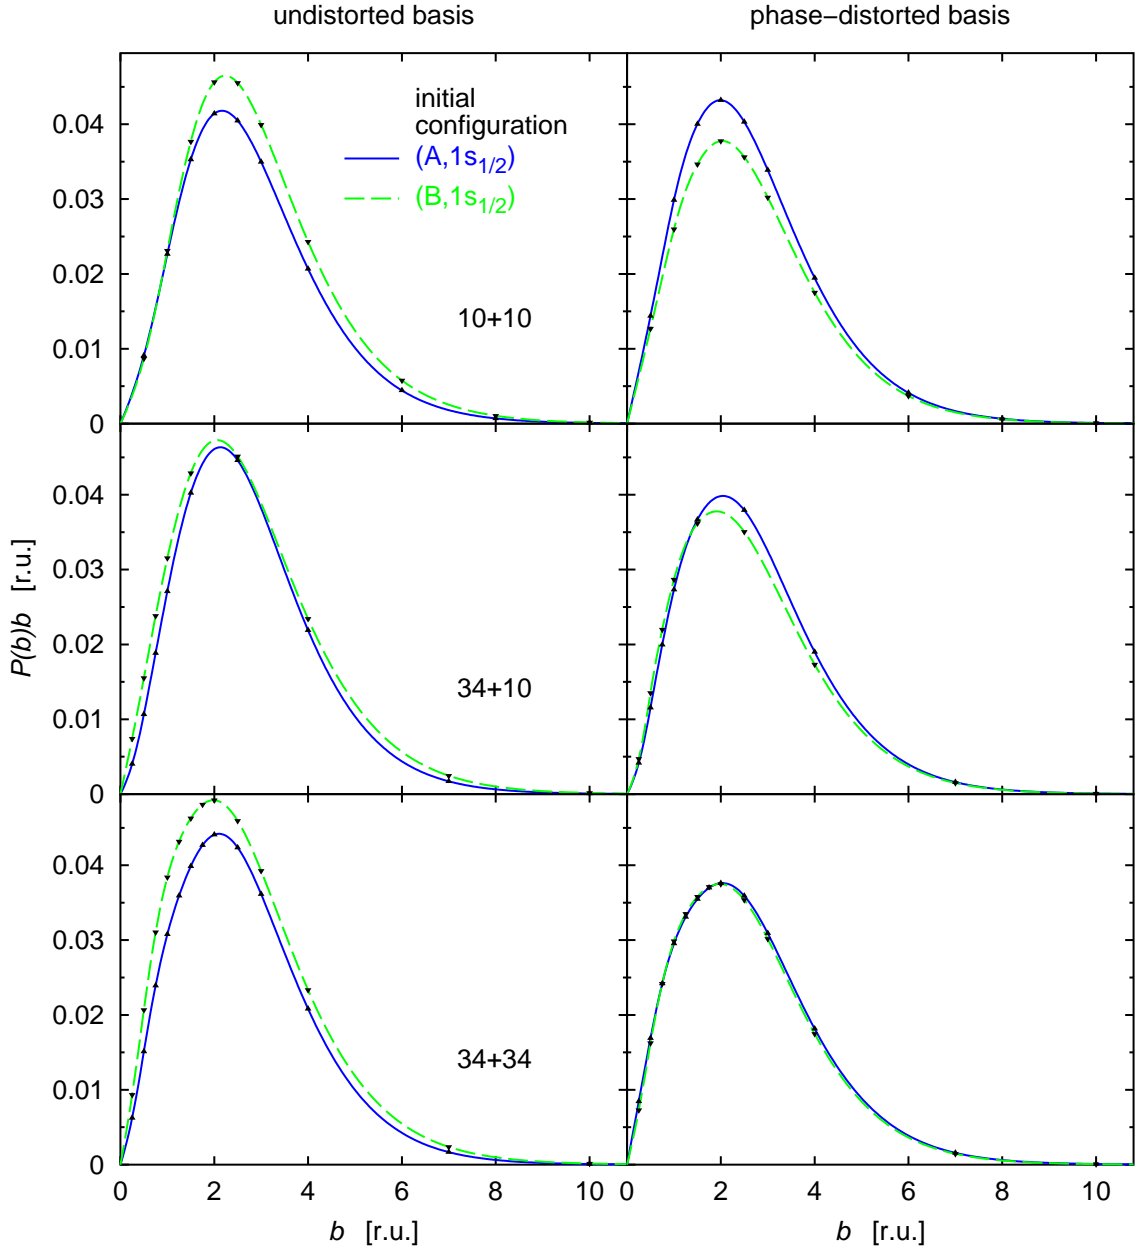 undistorted basis
phase−distorted basis
initial
configuration
(A,1s1/2)
(B,1s1/2)
0.04
0.03
0.02
0.01
0
10+10
0.04
0.03
0.02
0.01
0
34+10
P(b)b [r.u.]
0.04
0.03
0.02
0.01
0
34+34
0 2 4 6 8 10 0 2 4 6 8 10
b [r.u.]
b [r.u.]